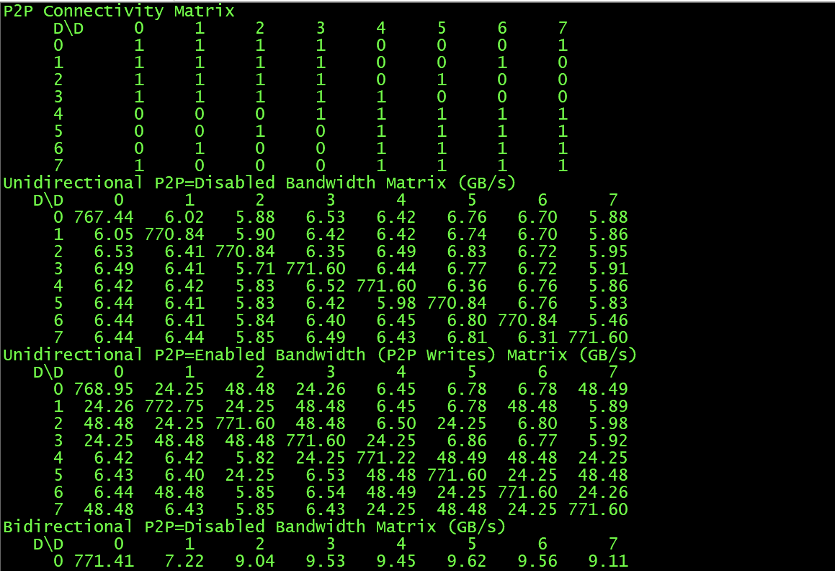 P2P Connectivity Matrix
D\D 0 1 2 3 4 5 6 7
0 1 1 1 1 0 0 0 1
1 1 1 1 1 0 0 1 0
2 1 1 1 1 0 1 0 0
3 1 1 1 1 1 0 0 0
4 0 0 0 1 1 1 1 1
5 0 0 1 0 1 1 1 1
6 0 1 0 0 1 1 1 1
7 1 0 0 0 1 1 1 1
Unidirectional P2P=Disabled Bandwidth Matrix (GB/s)
D\D 0 1 2 3 4 5 6 7
0 767.44 6.02 5.88 6.53 6.42 6.76 6.70 5.88
1 6.05 770.84 5.90 6.42 6.42 6.74 6.70 5.86
2 6.53 6.41 770.84 6.35 6.49 6.83 6.72 5.95
3 6.49 6.41 5.71 771.60 6.44 6.77 6.72 5.91
4 6.42 6.42 5.83 6.52 771.60 6.36 6.76 5.86
5 6.44 6.41 5.83 6.42 5.98 770.84 6.76 5.83
6 6.44 6.41 5.84 6.40 6.45 6.80 770.84 5.46
7 6.44 6.44 5.85 6.49 6.43 6.81 6.31 771.60
Unidirectional P2P=Enabled Bandwidth (P2P Writes) Matrix (GB/s)
D\D 0 1 2 3 4 5 6 7
0 768.95 24.25 48.48 24.26 6.45 6.78 6.78 48.49
1 24.26 772.75 24.25 48.48 6.45 6.78 48.48 5.89
2 48.48 24.25 771.60 48.48 6.50 24.25 6.80 5.98
3 24.25 48.48 48.48 771.60 24.25 6.86 6.77 5.92
4 6.42 6.42 5.82 24.25 771.22 48.49 48.48 24.25
5 6.43 6.40 24.25 6.53 48.48 771.60 24.25 48.48
6 6.44 48.48 5.85 6.54 48.49 24.25 771.60 24.26
7 48.48 6.43 5.85 6.43 24.25 48.48 24.25 771.60
Bidirectional P2P=Disabled Bandwidth Matrix (GB/s)
D\D 0 1 2 3 4 5 6 7
0 771.41 7.22 9.04 9.53 9.45 9.62 9.56 9.11